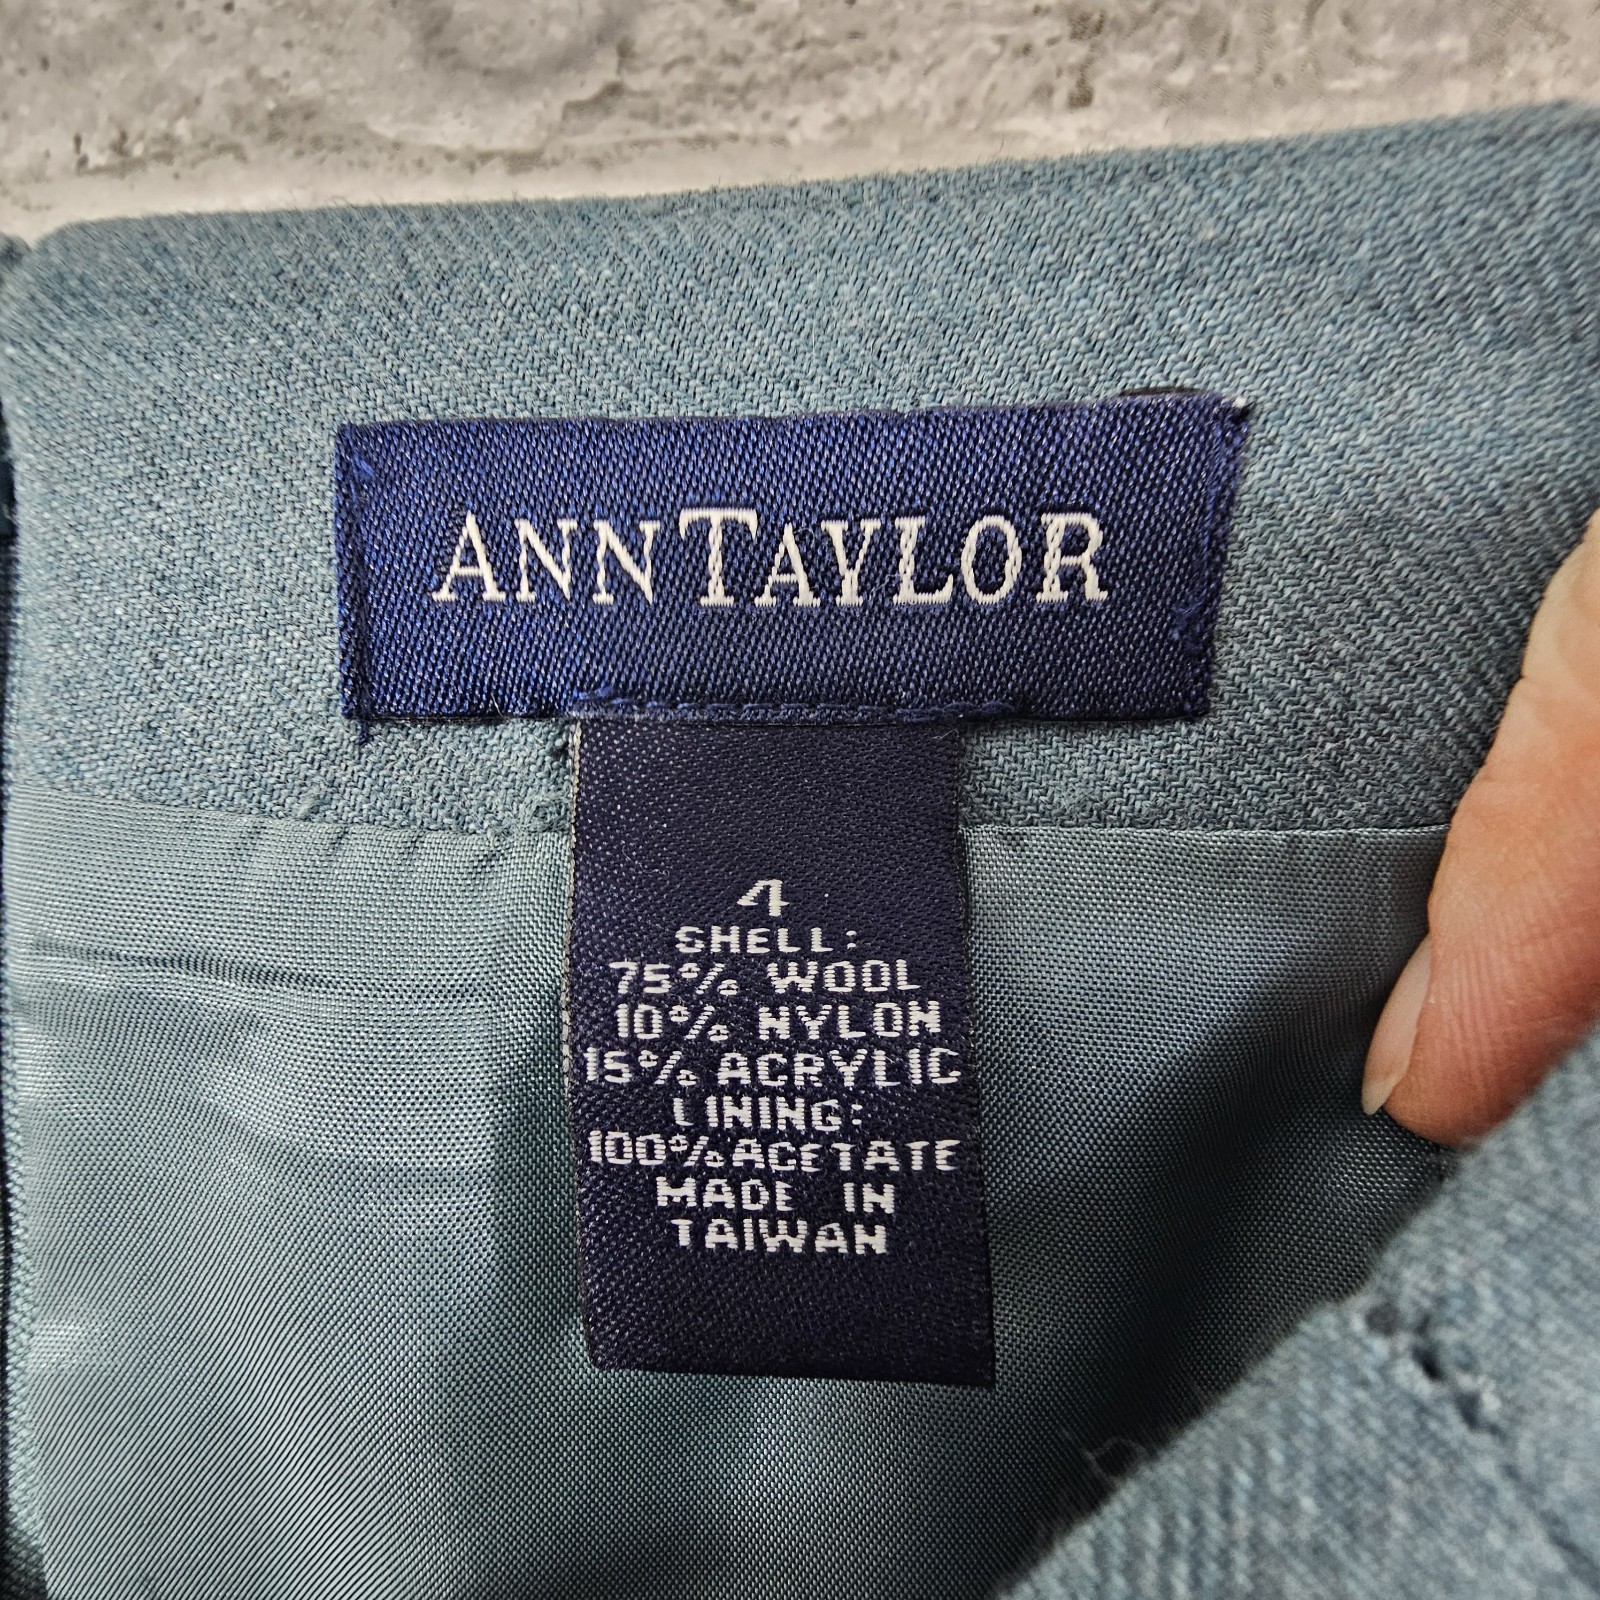 ANNTAYLOR
4
SHELL:
75% WOOL
10% NYLON
15% ACRYLIC
LINING:
100% ACETATE
MADE IN
TAIWAN